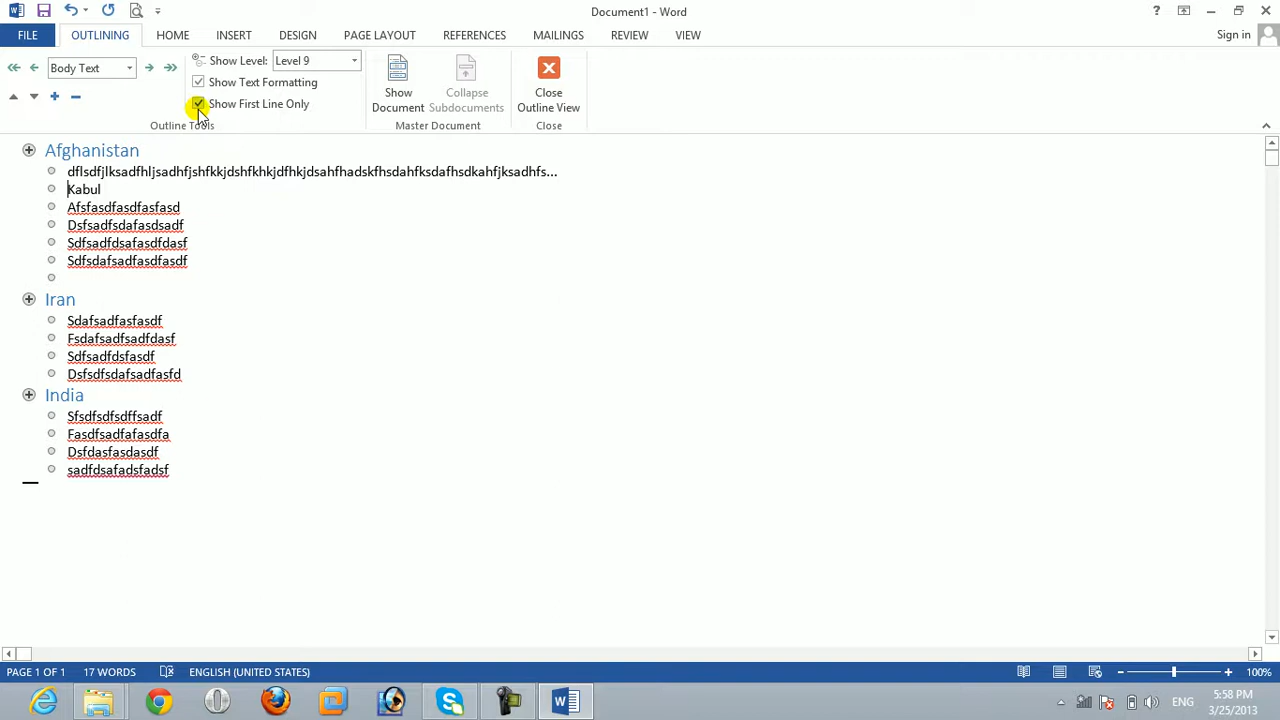 Document1 - Word
?
FILE OUTLINING HOME INSERT DESIGN PAGE LAYOUT REFERENCES MAILINGS REVIEW VIEW Sign in
Body Text
Show Level: Level 9
Show Text Formatting
Show First Line Only
Outline Tools
Show Document
Collapse Subdocuments
Master Document
Close Outline View
Close
Afghanistan
dflsdfjlksadfhljsadhfjshfkkjdshfkhkjdfhkjdsahfhadskfhsdahfksdafhsdkahfjksadhfs...
Kabul
Afsfasdfasdfasfasd
Dsfsadfsdafasdsadf
Sdfsadfdsafasdfdasf
Sdfsdafsadfasdfasdf
Iran
Sdafsadfasfasdf
Fsdafsadfsadfdasf
Sdfsadfdsfasdf
Dsfsdfsdafsadfasfd
India
Sfsdfsdfsdffsadf
Fasdfsadfafasdfa
Dsfdasfasdasdf
sadfdsafadsfadsf
PAGE 1 OF 1 17 WORDS ENGLISH (UNITED STATES) 100%
ENG
5:58 PM
3/25/2013